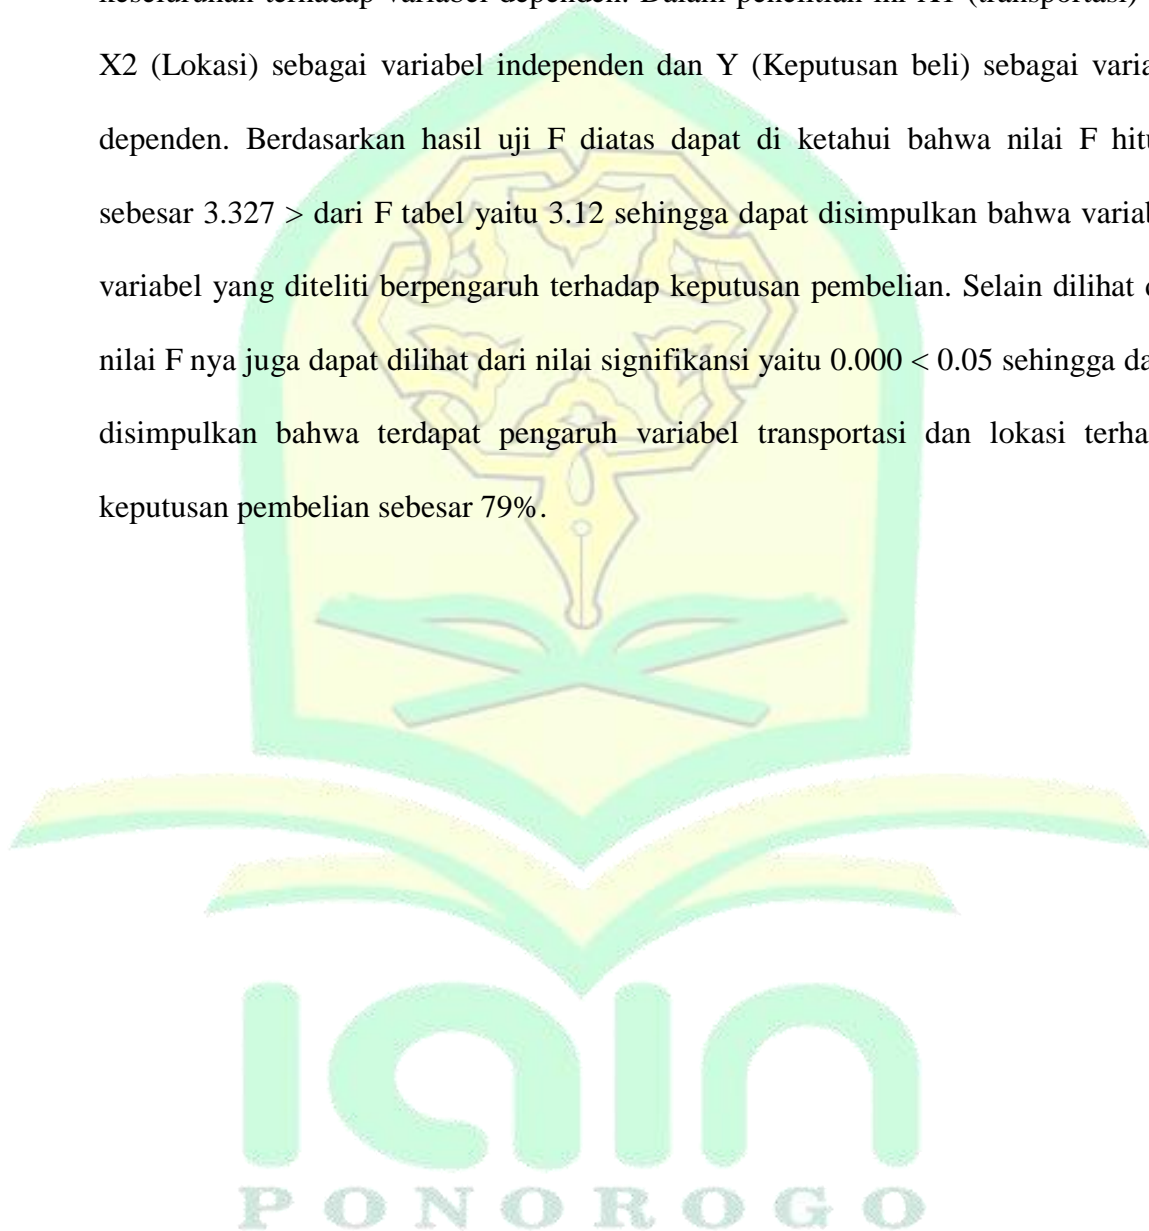 keseluruhan terhadap variabel dependen. Dalam penelitian ini X1 (transportasi)
X2 (Lokasi) sebagai variabel independen dan Y (Keputusan beli) sebagai varia
dependen. Berdasarkan hasil uji F diatas dapat di ketahui bahwa nilai F hitu
sebesar 3.327 > dari F tabel yaitu 3.12 sehingga dapat disimpulkan bahwa variab
variabel yang diteliti berpengaruh terhadap keputusan pembelian. Selain dilihat
nilai F nya juga dapat dilihat dari nilai signifikansi yaitu 0.000 < 0.05 sehingga da
disimpulkan bahwa terdapat pengaruh variabel transportasi dan lokasi terha
keputusan pembelian sebesar 79%.
IAIN
PONOROGO